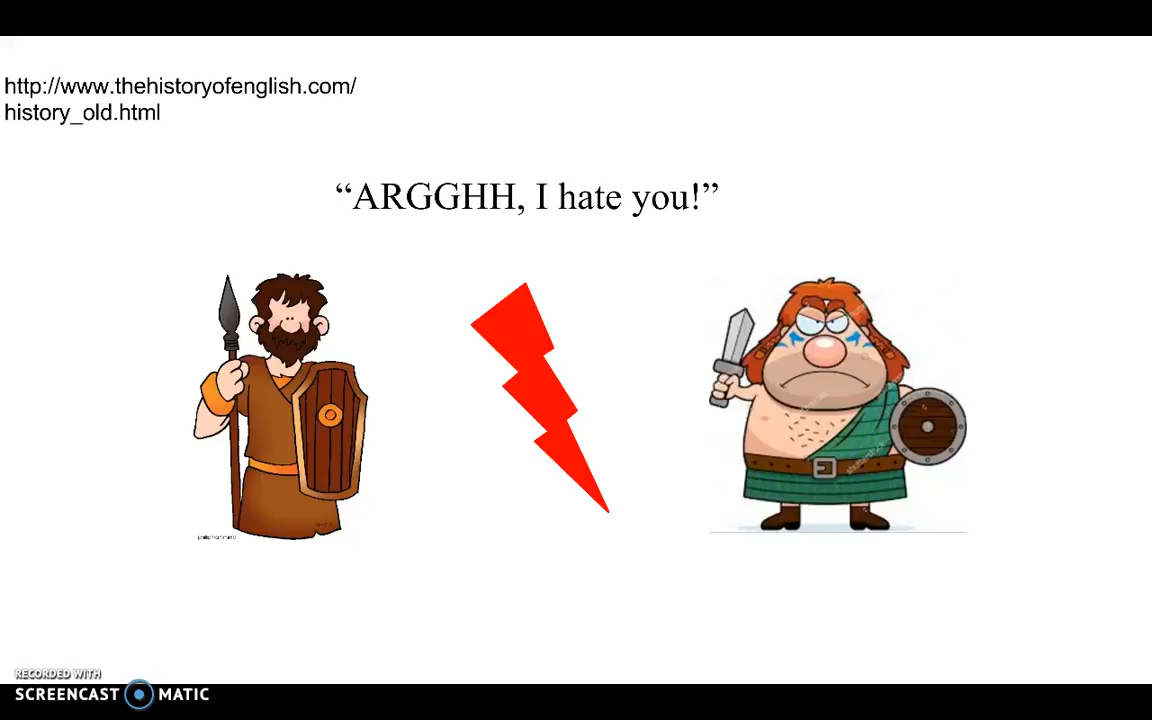 http://www.thehistoryofenglish.com/
history_old.html
“ARGGHH, I hate you!”
RECORDED WITH
SCREENCAST MATIC